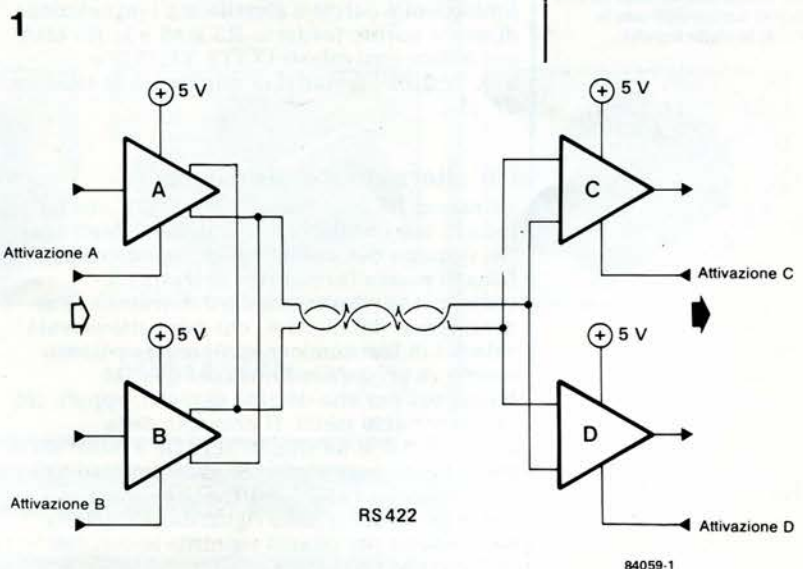 1
5 V
5 V
A
C
Attivazione A
Attivazione C
5 V
5 V
B
D
RS422
Attivazione B
Attivazione D
84059-1